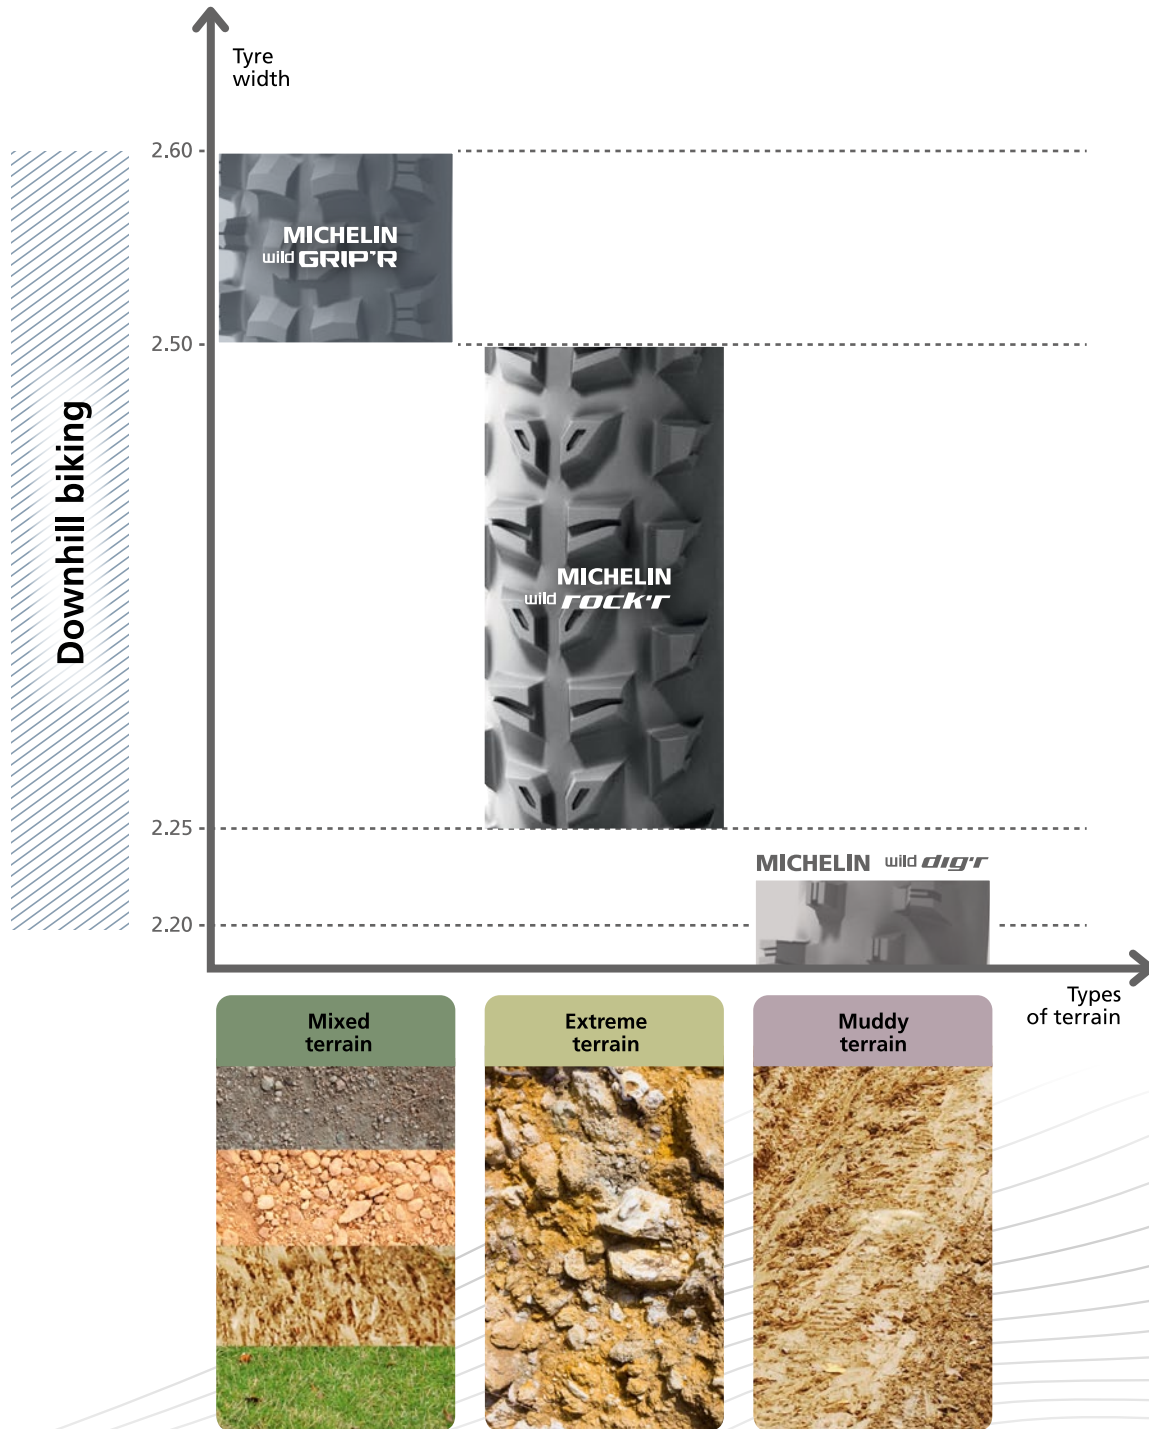 Tyre
width
2.60
MICHELIN
wild GRIP'R
2.50
Downhill biking
MICHELIN
wild rock'r
2.25
MICHELIN wild dig'r
2.20
Types
of terrain
Mixed
terrain
Extreme
terrain
Muddy
terrain